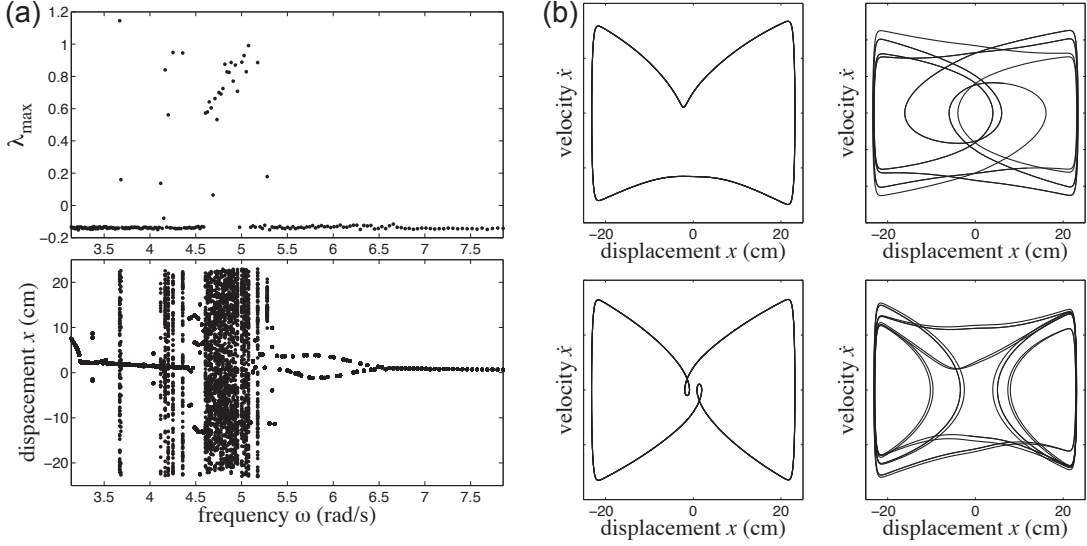 (a)
1.2
1
0.8
0.6
0.4
0.2
0
−0.2
λmax
3.5 4 4.5 5 5.5 6 6.5 7 7.5
20
10
0
−10
−20
dispacement x (cm)
3.5 4 4.5 5 5.5 6 6.5 7 7.5
frequency ω (rad/s)
(b)
velocity ẋ
−20 0 20
displacement x (cm)
velocity ẋ
−20 0 20
displacement x (cm)
velocity ẋ
−20 0 20
displacement x (cm)
velocity ẋ
−20 0 20
displacement x (cm)